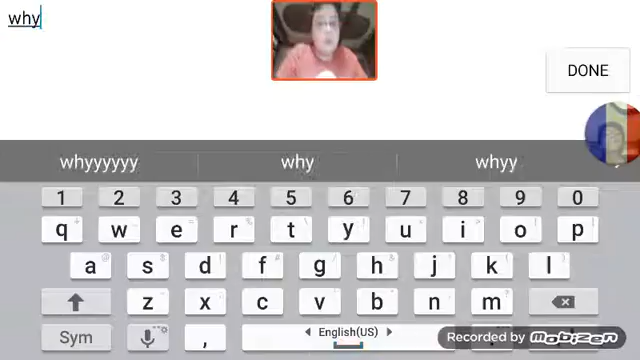 why
DONE
whyyyyyy why whyy
1 2 3 4 5 6 7 8 9 0
q w e r t y u i o p
a s d f g h j k l
z x c v b n m
Sym , English(US)
Recorded by Mobizen